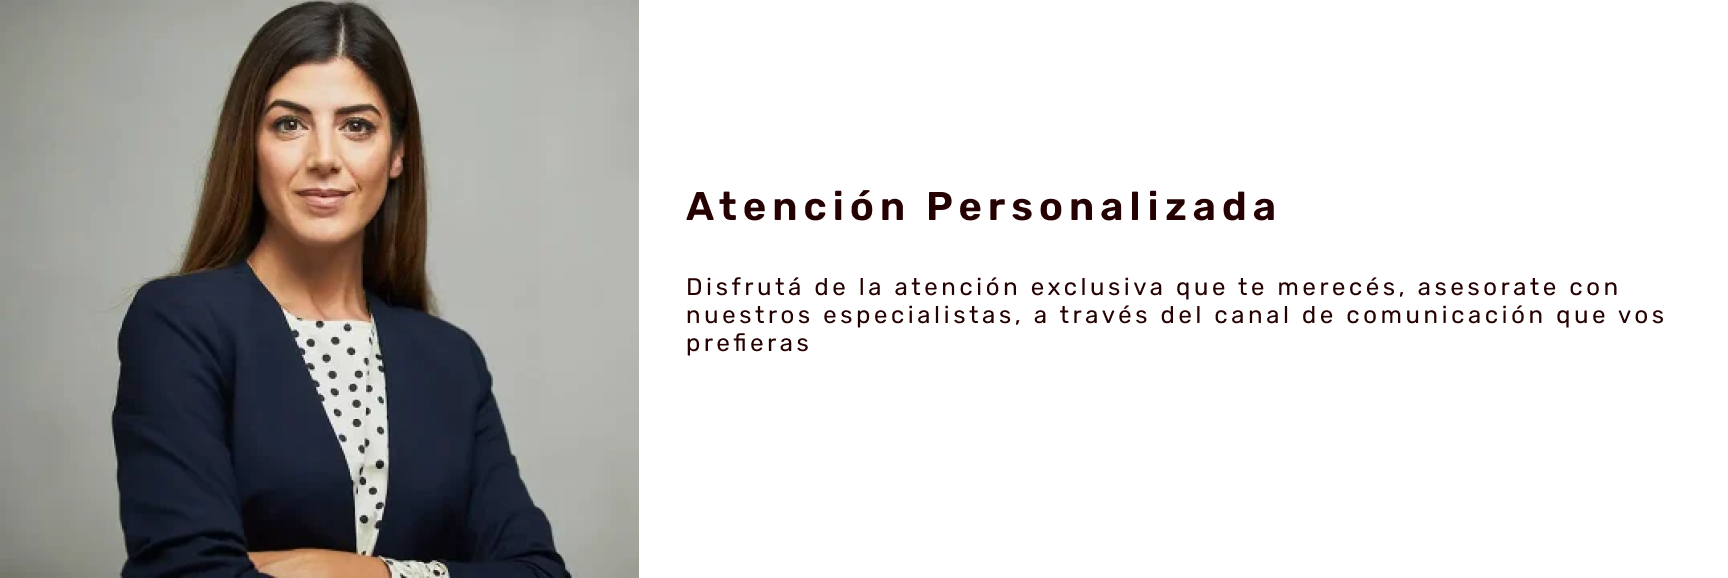 Atención Personalizada
Disfrutá de la atención exclusiva que te merecés, asesorate con
nuestros especialistas, a través del canal de comunicación que vos
prefieras